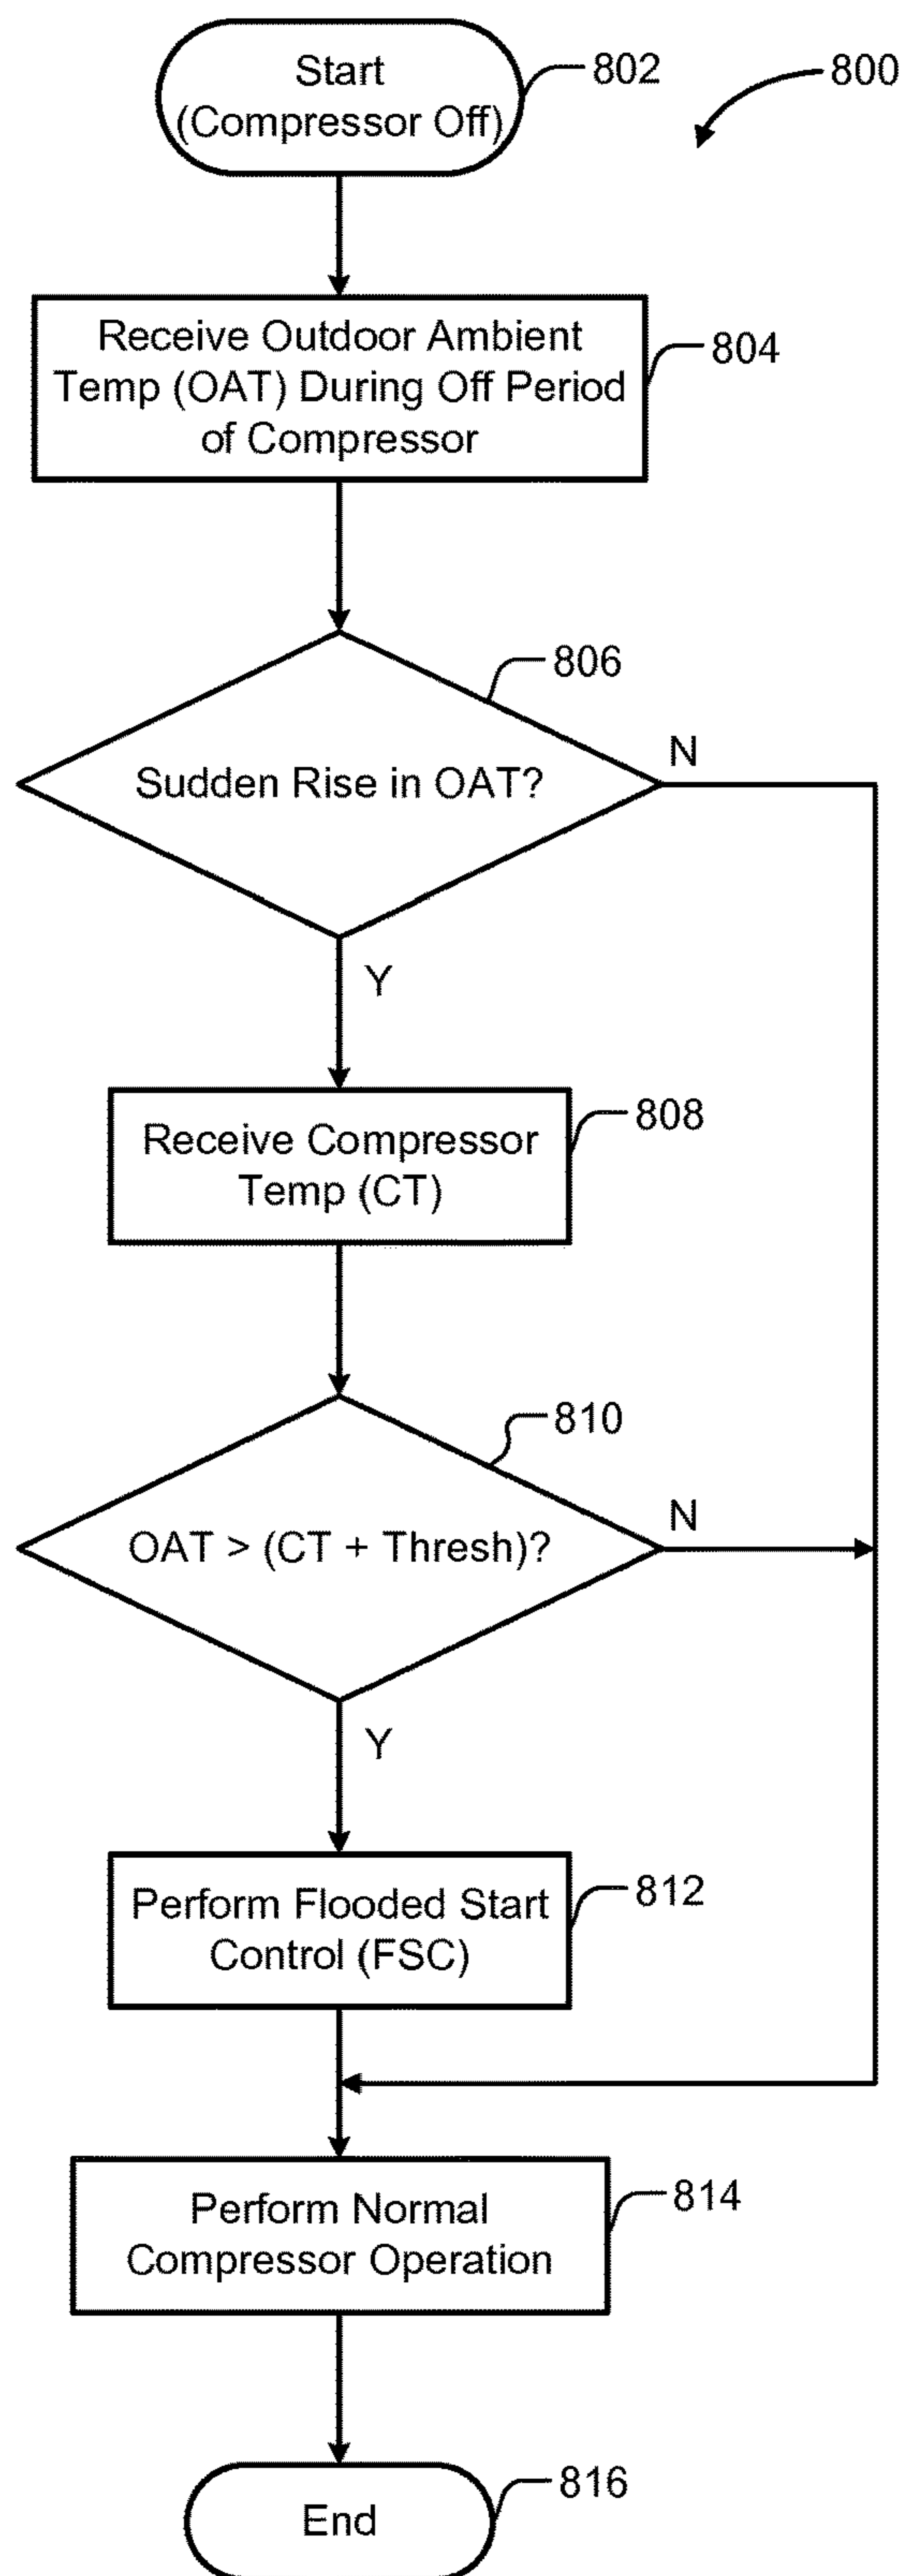 Start
(Compressor Off)
802
800
Receive Outdoor Ambient
Temp (OAT) During Off Period
of Compressor
804
806
Sudden Rise in OAT?
N
Y
Receive Compressor
Temp (CT)
808
810
OAT > (CT + Thresh)?
N
Y
Perform Flooded Start
Control (FSC)
812
Perform Normal
Compressor Operation
814
End
816